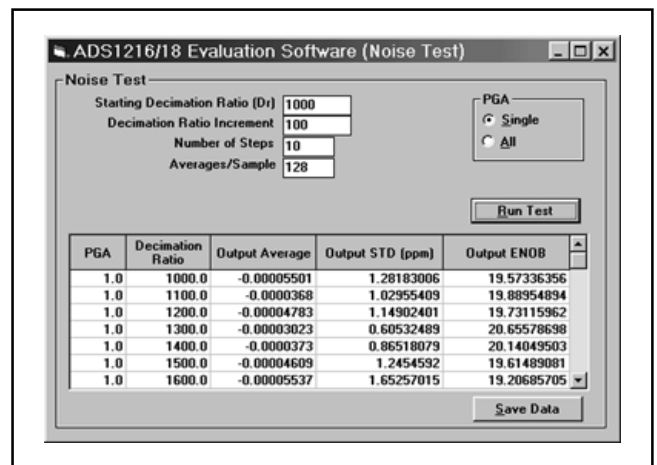 ADS1216/18 Evaluation Software (Noise Test)
Noise Test
Starting Decimation Ratio (Dr) 1000
Decimation Ratio Increment 100
Number of Steps 10
Averages/Sample 128
PGA
Single
All
Run Test
PGA Decimation Ratio Output Average Output STD (ppm) Output ENOB
1.0 1000.0 -0.00005501 1.28183006 19.57336356
1.0 1100.0 -0.0000368 1.02955409 19.88954894
1.0 1200.0 -0.00004783 1.14902401 19.73115962
1.0 1300.0 -0.00003023 0.60532489 20.65578698
1.0 1400.0 -0.0000373 0.86518079 20.14049503
1.0 1500.0 -0.00004609 1.2454592 19.61489081
1.0 1600.0 -0.00005537 1.65257015 19.20685705
Save Data